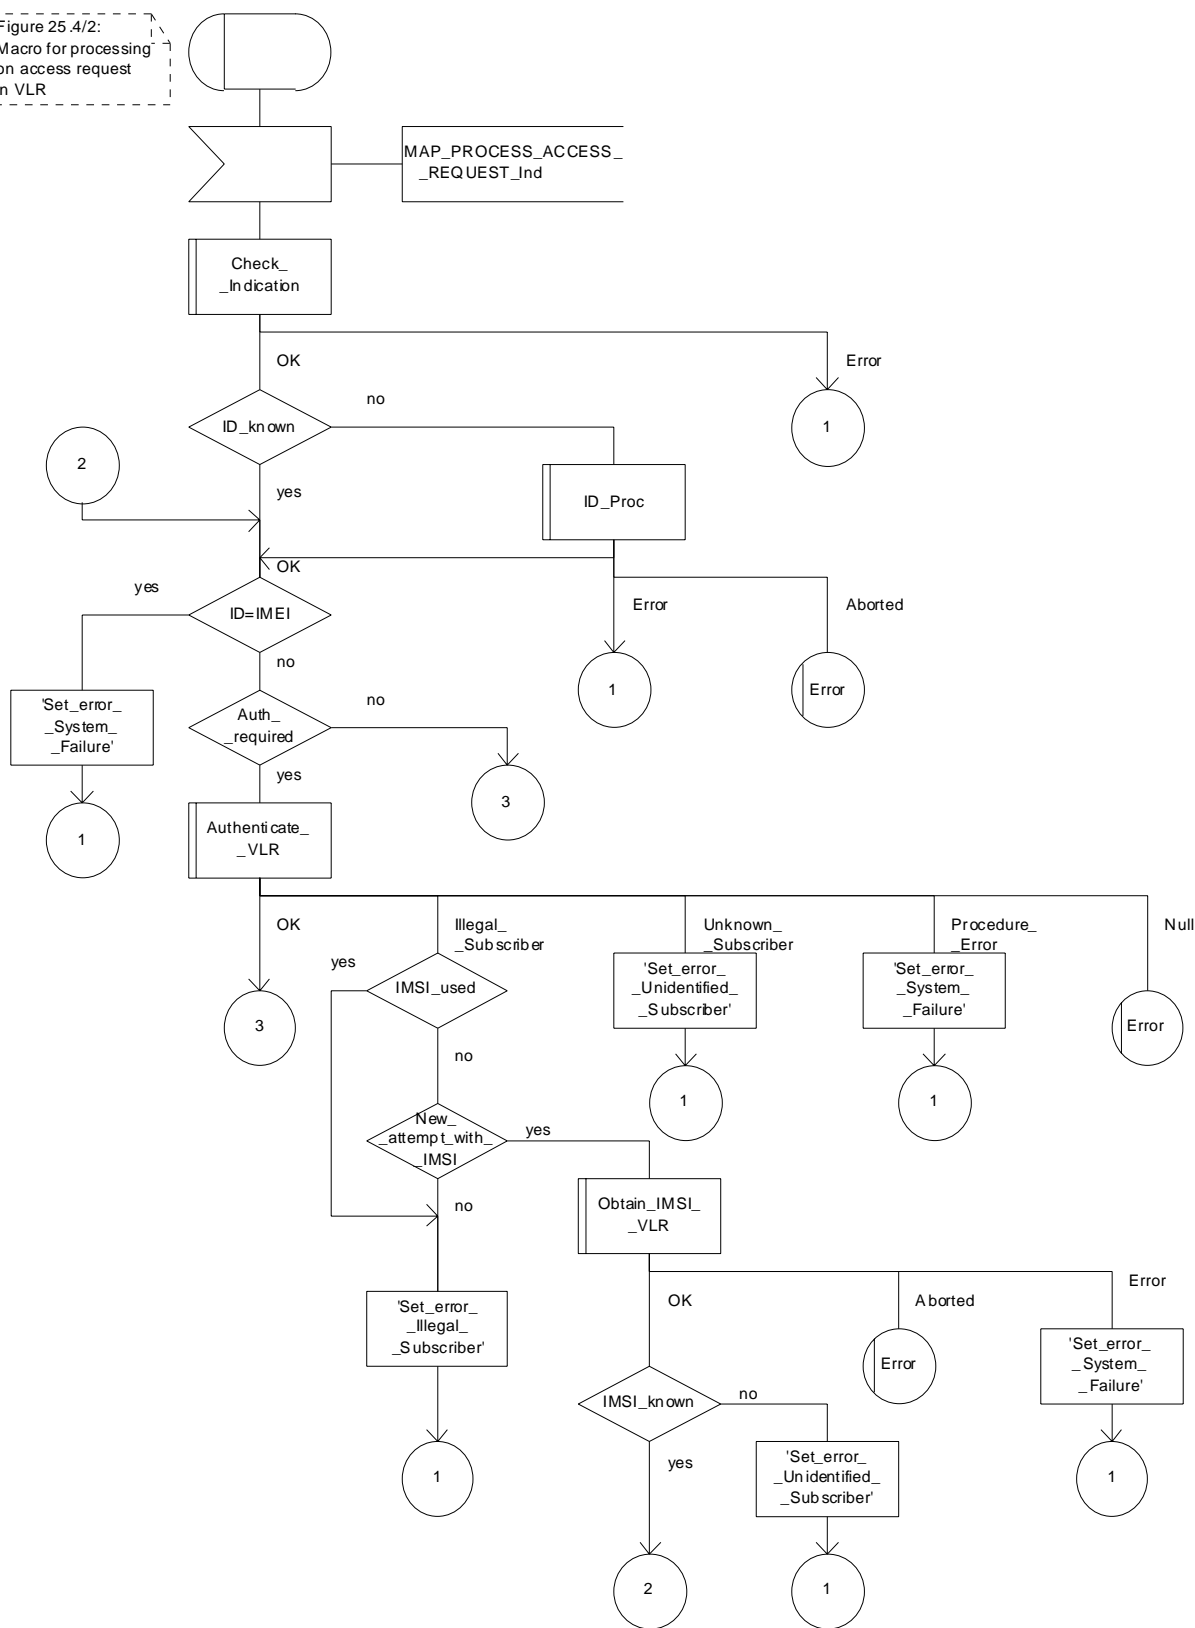 Figure 25.4/2:
Macro for processing
on access request
in VLR
MAP_PROCESS_ACCESS_
_REQUEST_Ind
Check_
_Indication
OK
Error
ID_known
no
1
2
yes
ID_Proc
OK
yes
ID=IMEI
Error
Aborted
no
1
Error
'Set_error_
_System_
_Failure'
Auth_
_required
no
yes
3
1
Authenticate_
_VLR
OK
Illegal_
_Subscriber
Unknown_
_Subscriber
Procedure_
_Error
Null
yes
IMSI_used
'Set_error_
_Unidentified_
_Subscriber'
'Set_error_
_System_
_Failure'
3
Error
no
1
1
New_
_attempt_with_
_IMSI
yes
no
Obtain_IMSI_
_VLR
OK
Aborted
Error
'Set_error_
_Illegal_
_Subscriber'
Error
'Set_error_
_System_
_Failure'
IMSI_known
no
yes
1
'Set_error_
_Unidentified_
_Subscriber'
1
2
1